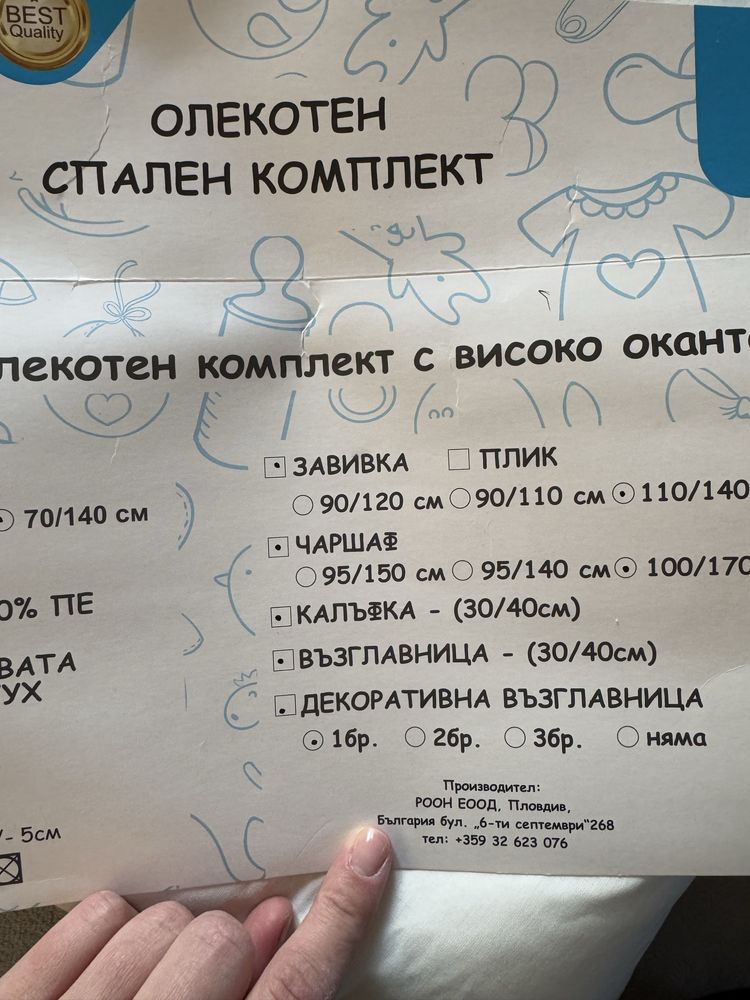 BEST
Quality
ОЛЕКОТЕН
СПАЛЕН КОМПЛЕКТ
лекотен комплект с високо оканто
ЗАВИВКА ПЛИК
90/120 см 90/110 см 110/140
70/140 см
ЧАРШАФ
95/150 см 95/140 см 100/170
0% ПЕ
КАЛЪФКА - (30/40см)
ВАТА
УХ
ВЪЗГЛАВНИЦА - (30/40см)
ДЕКОРАТИВНА ВЪЗГЛАВНИЦА
1бр. 2бр. 3бр. няма
Производител:
РООН ЕООД, Пловдив,
България бул. „6-ти септември“268
тел: +359 32 623 076
/- 5см